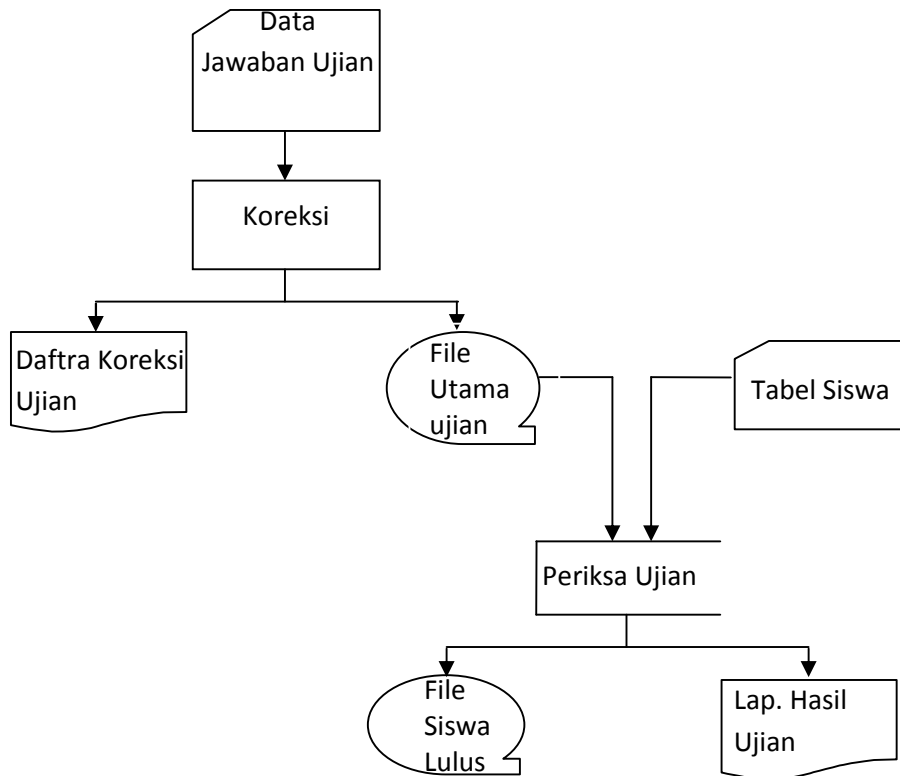 Data
Jawaban Ujian
Koreksi
Daftra Koreksi
Ujian
File
Utama
ujian
Tabel Siswa
Periksa Ujian
File
Siswa
Lulus
Lap. Hasil
Ujian